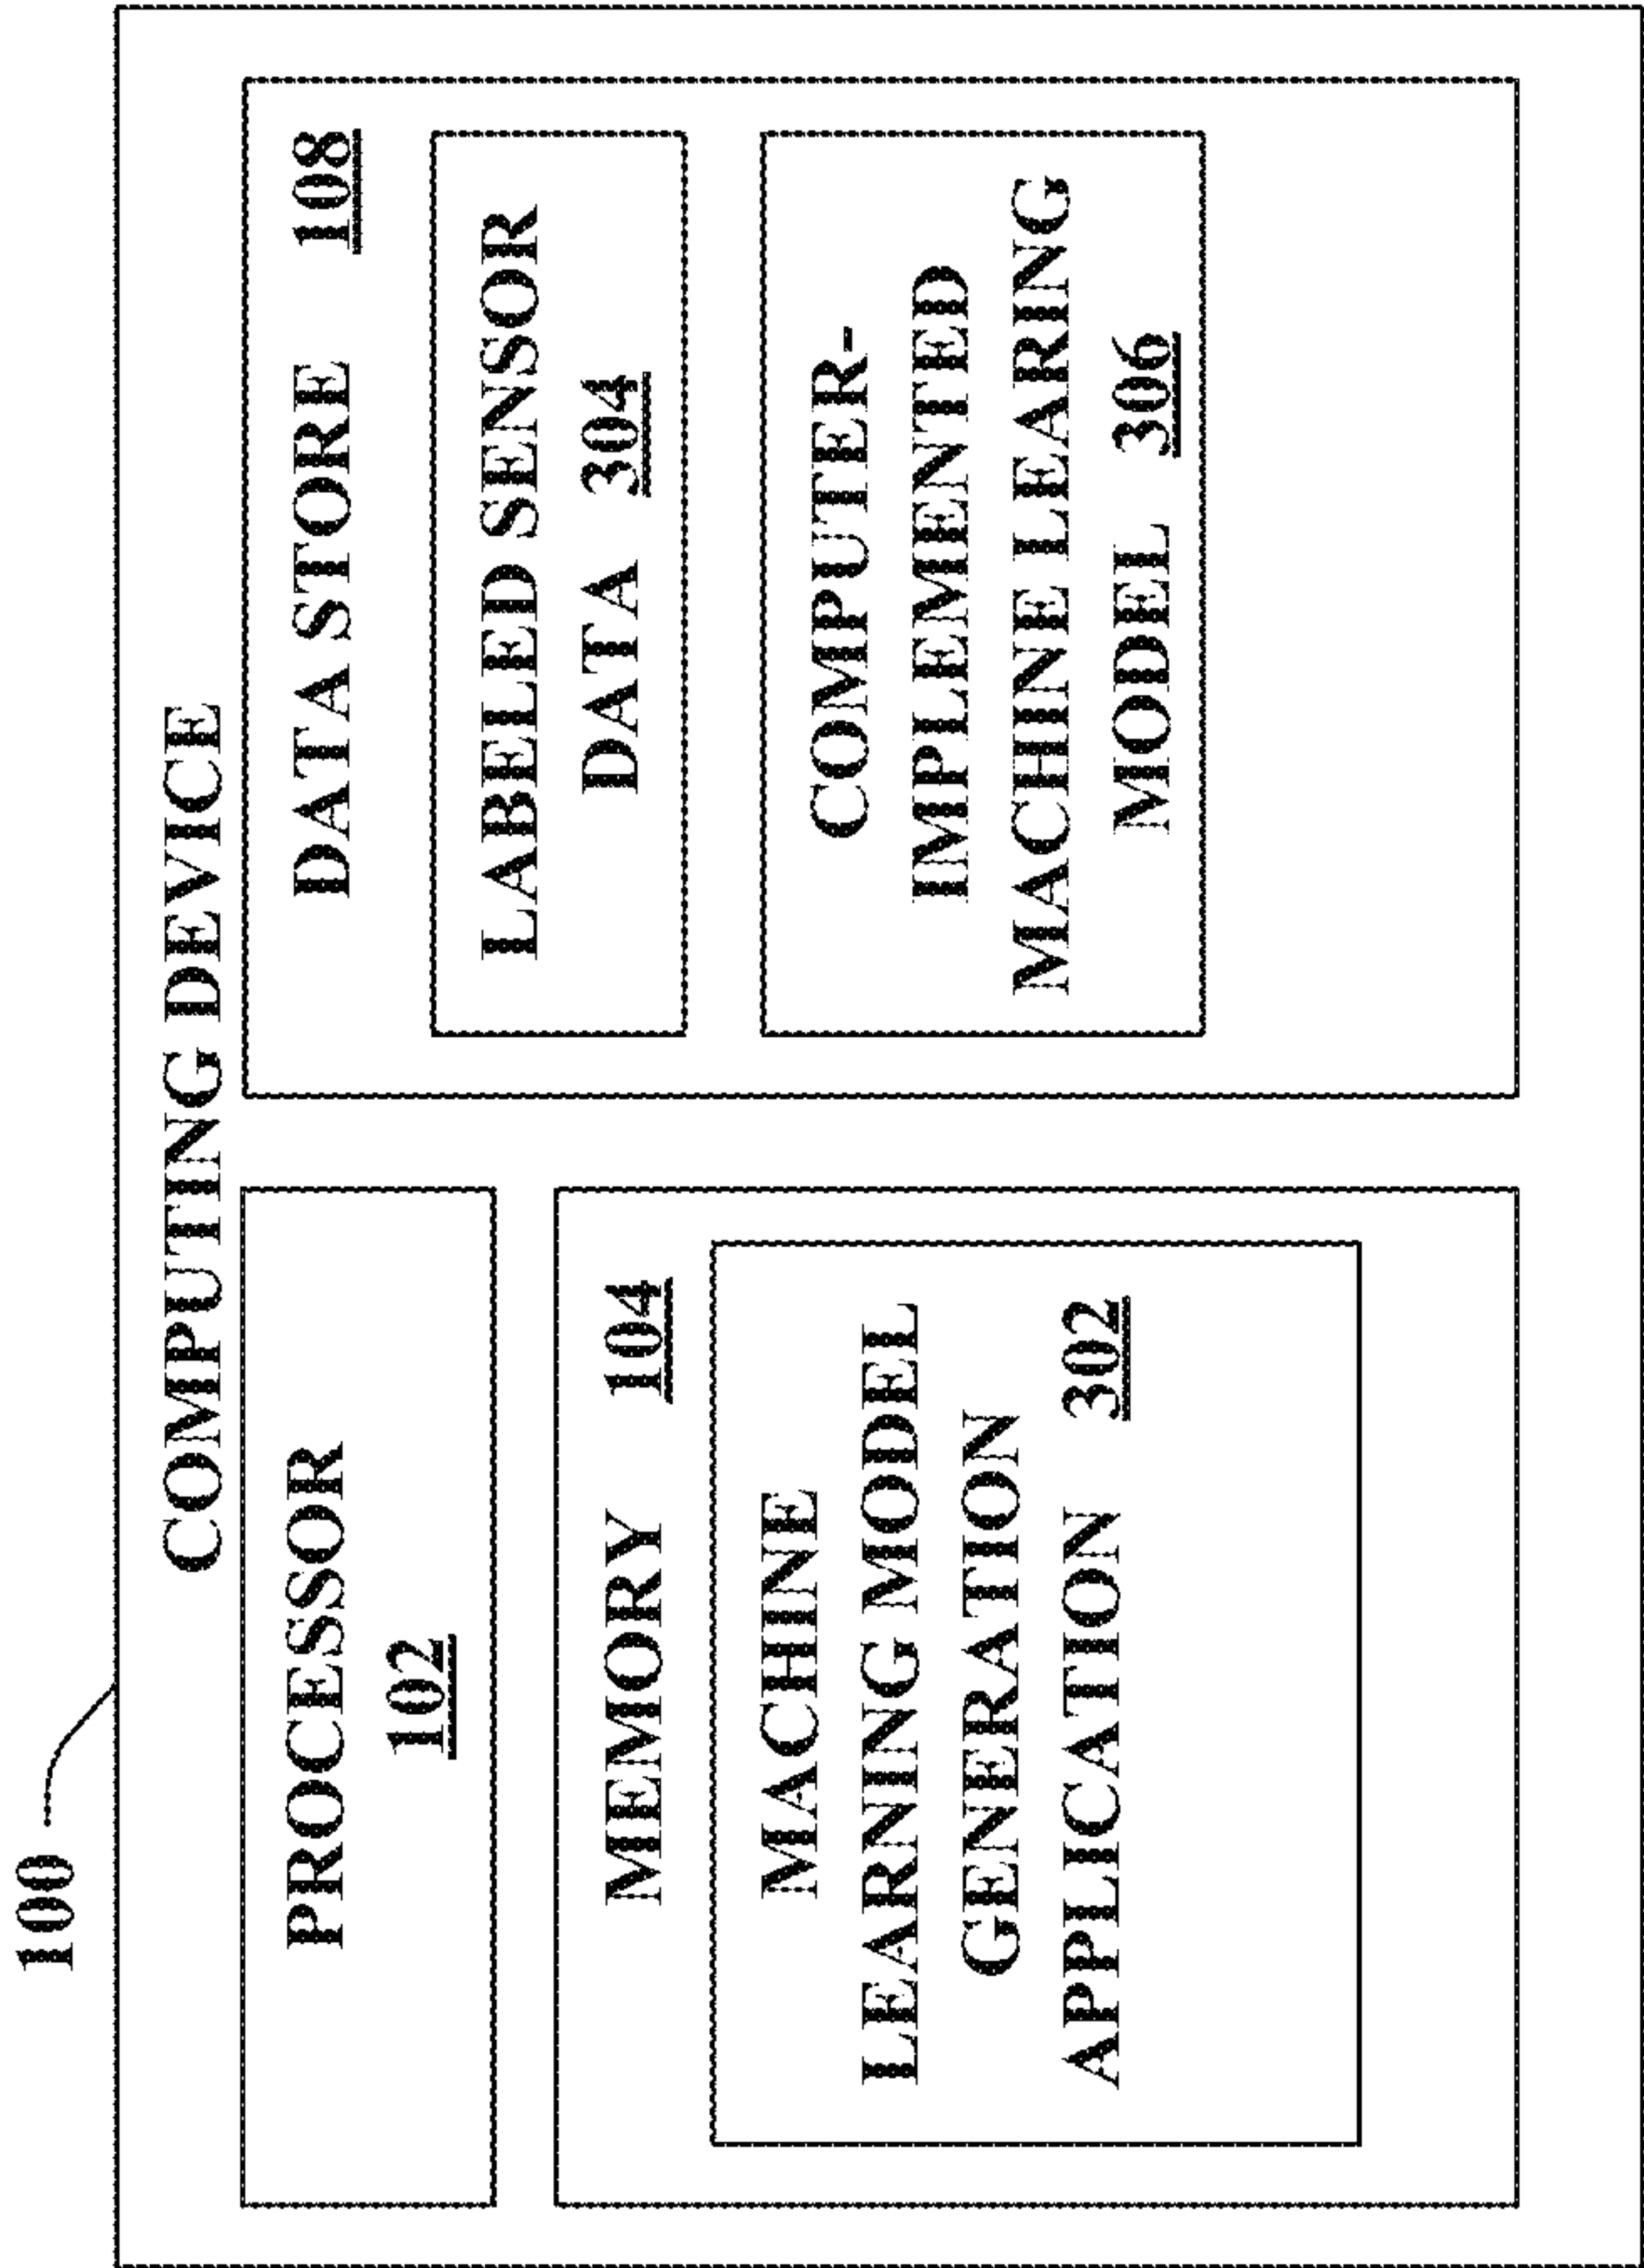 100
COMPUTING DEVICE
PROCESSOR
102
MEMORY 104
MACHINE
LEARNING MODEL
GENERATION
APPLICATION 302
DATA STORE 108
LABELED SENSOR
DATA 304
COMPUTER-
IMPLEMENTED
MACHINE LEARING
MODEL 306